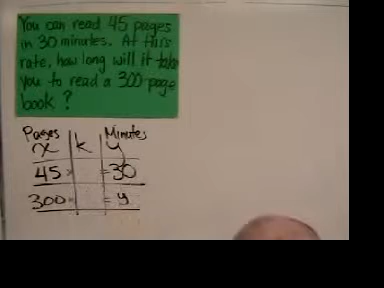 You can read 45 pages
in 30 minutes. At this
rate, how long will it take
you to read a 300 page
book ?
Pages Minutes
x k y
45 × = 30
300 = y